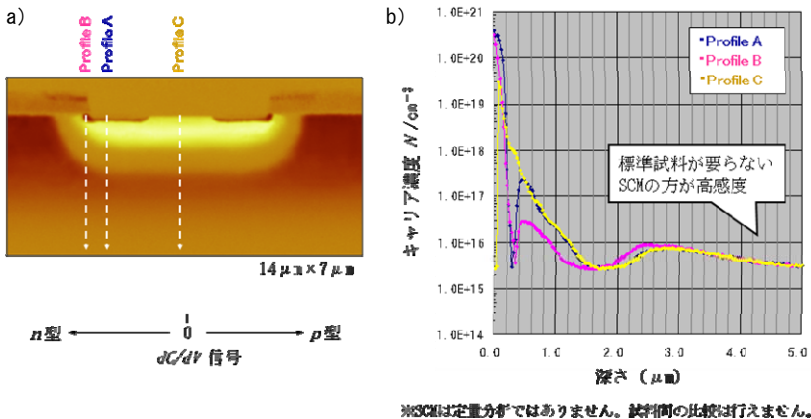 a)
Profile B
Profile A
Profile C
14μm×7μm
n型
0
p型
dC/dV 信号
b)
キャリア濃度 N/cm⁻³
1.0E+21
1.0E+20
1.0E+19
1.0E+18
1.0E+17
1.0E+16
1.0E+15
1.0E+14
Profile A
Profile B
Profile C
標準試料が要らない
SCMの方が高感度
0.0 1.0 2.0 3.0 4.0 5.0
深さ (μm)
※SCMは定量分析ではありません。試料間の比較は行えません。